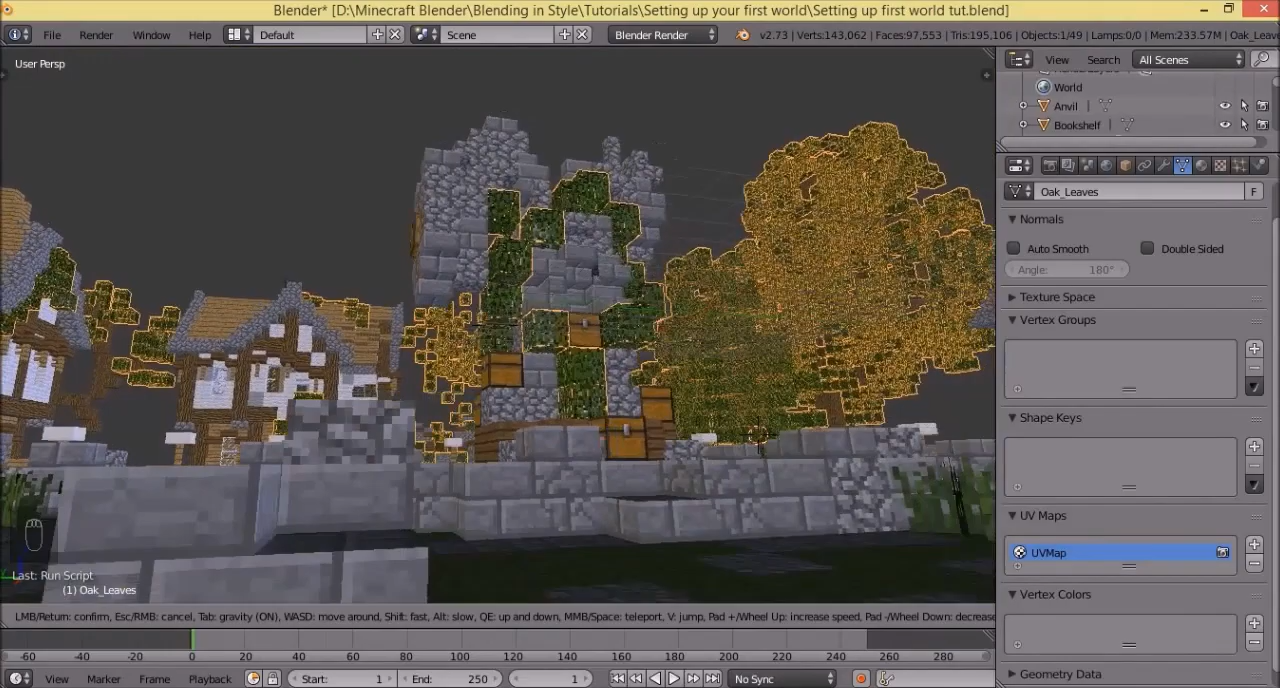 Blender* [D:\Minecraft Blender\Blending in Style\Tutorials\Setting up your first world\Setting up first world tut.blend]
File Render Window Help Default Scene Blender Render v2.73 | Verts:143,062 | Faces:97,553 | Tris:195,106 | Objects:1/49 | Lamps:0/0 | Mem:233.57M | Oak_Leav
User Persp
View Search All Scenes
World
Anvil
Bookshelf
Oak_Leaves F
Normals
Auto Smooth Double Sided
Angle: 180°
Texture Space
Vertex Groups
Shape Keys
UV Maps
UVMap
Vertex Colors
Geometry Data
Last: Run Script
(1) Oak_Leaves
LMB/Return: confirm, Esc/RMB: cancel, Tab: gravity (ON), WASD: move around, Shift: fast, Alt: slow, QE: up and down, MMB/Space: teleport, V: jump, Pad +/Wheel Up: increase speed, Pad -/Wheel Down: decrease
-60 -40 -20 0 20 40 60 80 100 120 140 160 180 200 220 240 260 280
View Marker Frame Playback Start: 1 End: 250 1 No Sync